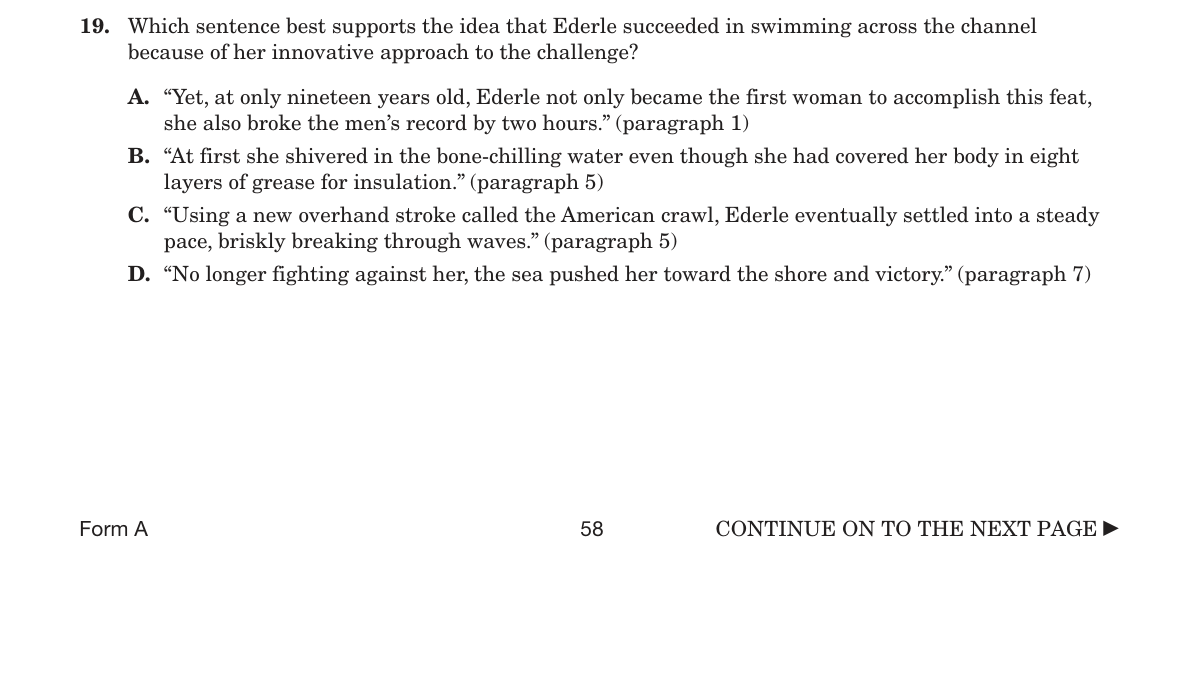 19. Which sentence best supports the idea that Ederle succeeded in swimming across the channel
because of her innovative approach to the challenge?
A. “Yet, at only nineteen years old, Ederle not only became the first woman to accomplish this feat,
she also broke the men’s record by two hours.” (paragraph 1)
B. “At first she shivered in the bone-chilling water even though she had covered her body in eight
layers of grease for insulation.” (paragraph 5)
C. “Using a new overhand stroke called the American crawl, Ederle eventually settled into a steady
pace, briskly breaking through waves.” (paragraph 5)
D. “No longer fighting against her, the sea pushed her toward the shore and victory.” (paragraph 7)
Form A 58 CONTINUE ON TO THE NEXT PAGE ►